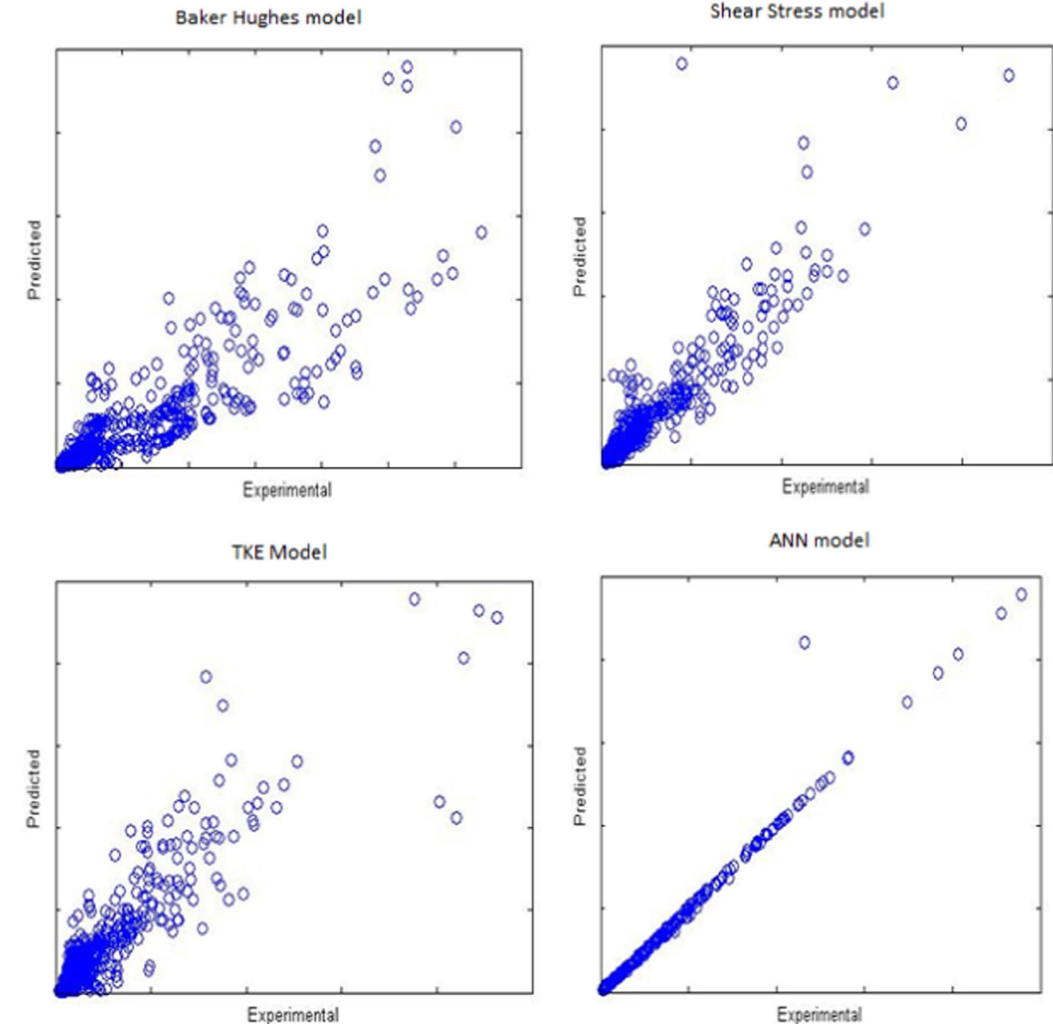 Baker Hughes model
Shear Stress model
Predicted
Predicted
Experimental
Experimental
TKE Model
ANN model
Predicted
Predicted
Experimental
Experimental